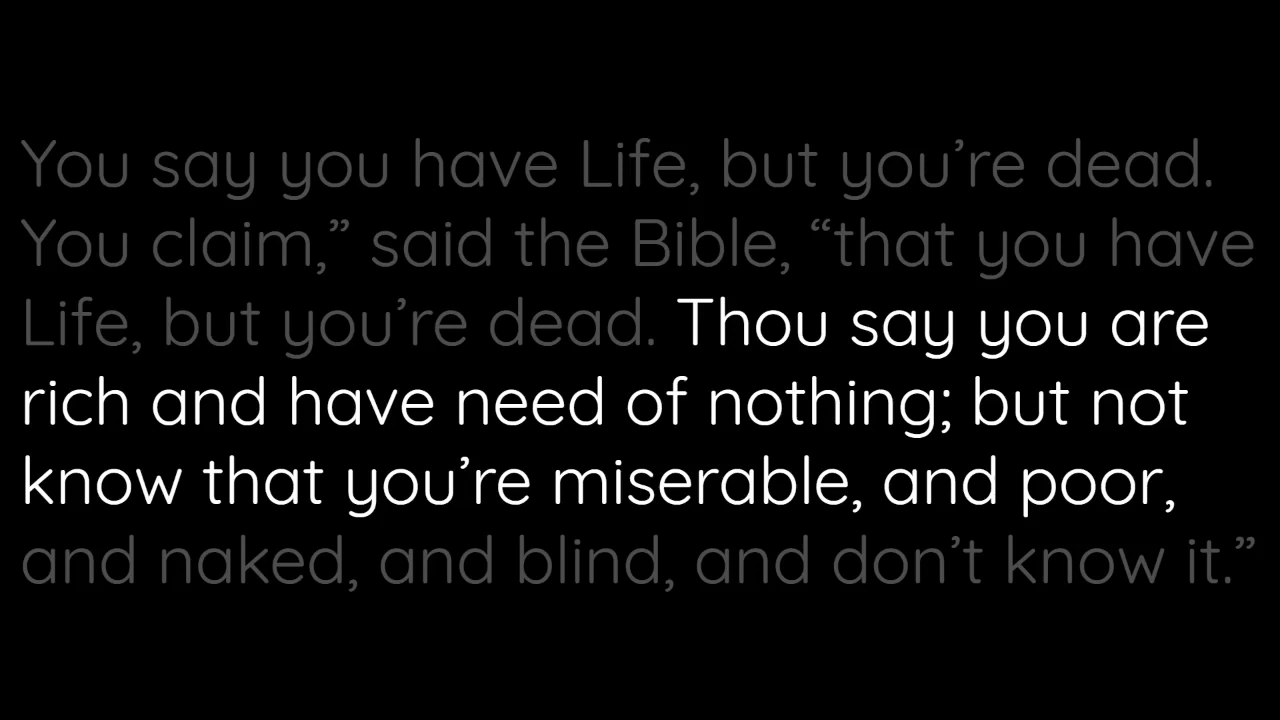 You say you have Life, but you’re dead.
You claim,” said the Bible, “that you have
Life, but you’re dead. Thou say you are
rich and have need of nothing; but not
know that you’re miserable, and poor,
and naked, and blind, and don’t know it.”